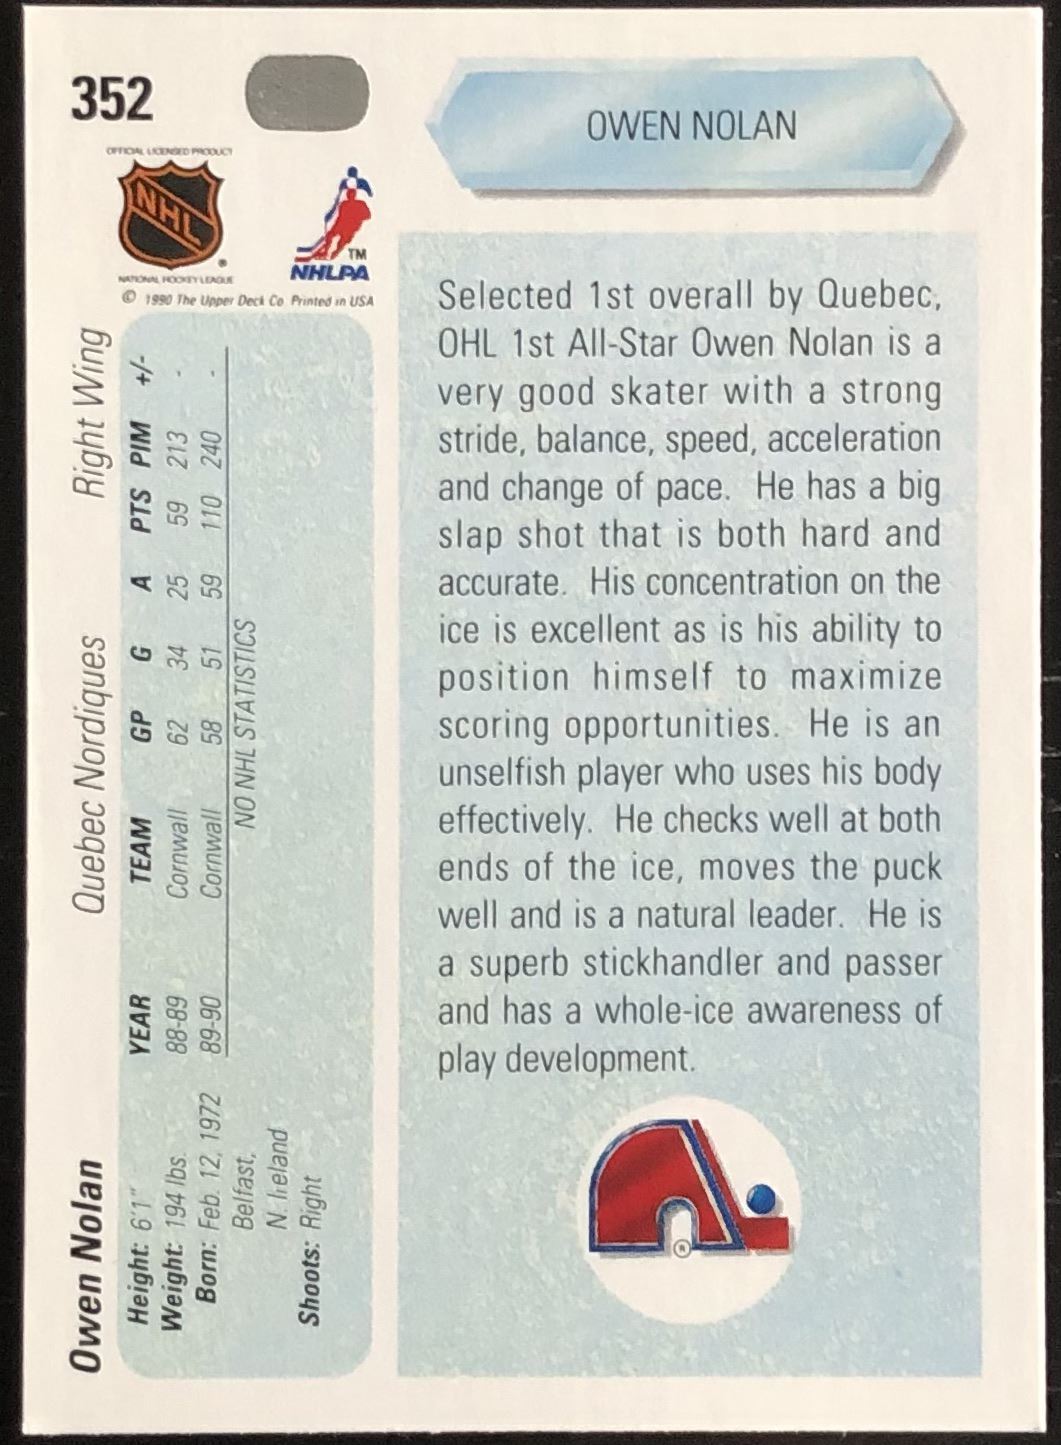 352
OFFICIAL LICENSED PRODUCT
NHL
®
NATIONAL HOCKEY LEAGUE
TM
NHLPA
© 1990 The Upper Deck Co. Printed in USA
OWEN NOLAN
Selected 1st overall by Quebec,
OHL 1st All-Star Owen Nolan is a
very good skater with a strong
stride, balance, speed, acceleration
and change of pace. He has a big
slap shot that is both hard and
accurate. His concentration on the
ice is excellent as is his ability to
position himself to maximize
scoring opportunities. He is an
unselfish player who uses his body
effectively. He checks well at both
ends of the ice, moves the puck
well and is a natural leader. He is
a superb stickhandler and passer
and has a whole-ice awareness of
play development.
®
Owen Nolan Quebec Nordiques Right Wing
Height: 6'1"
Weight: 194 lbs.
Born: Feb. 12, 1972
Belfast,
N. Ireland
Shoots: Right
YEAR TEAM GP G A PTS PIM +/-
88-89 Cornwall 62 34 25 59 213 -
89-90 Cornwall 58 51 59 110 240 -
NO NHL STATISTICS